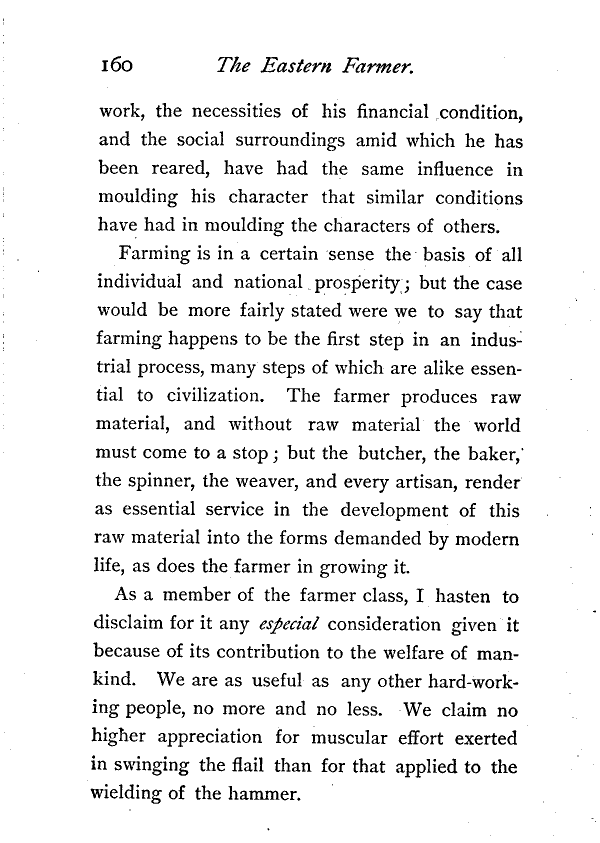 160 The Eastern Farmer.
work, the necessities of his financial condition,
and the social surroundings amid which he has
been reared, have had the same influence in
moulding his character that similar conditions
have had in moulding the characters of others.
Farming is in a certain sense the basis of all
individual and national prosperity; but the case
would be more fairly stated were we to say that
farming happens to be the first step in an indus-
trial process, many steps of which are alike essen-
tial to civilization. The farmer produces raw
material, and without raw material the world
must come to a stop; but the butcher, the baker,
the spinner, the weaver, and every artisan, render
as essential service in the development of this
raw material into the forms demanded by modern
life, as does the farmer in growing it.
As a member of the farmer class, I hasten to
disclaim for it any especial consideration given it
because of its contribution to the welfare of man-
kind. We are as useful as any other hard-work-
ing people, no more and no less. We claim no
higher appreciation for muscular effort exerted
in swinging the flail than for that applied to the
wielding of the hammer.